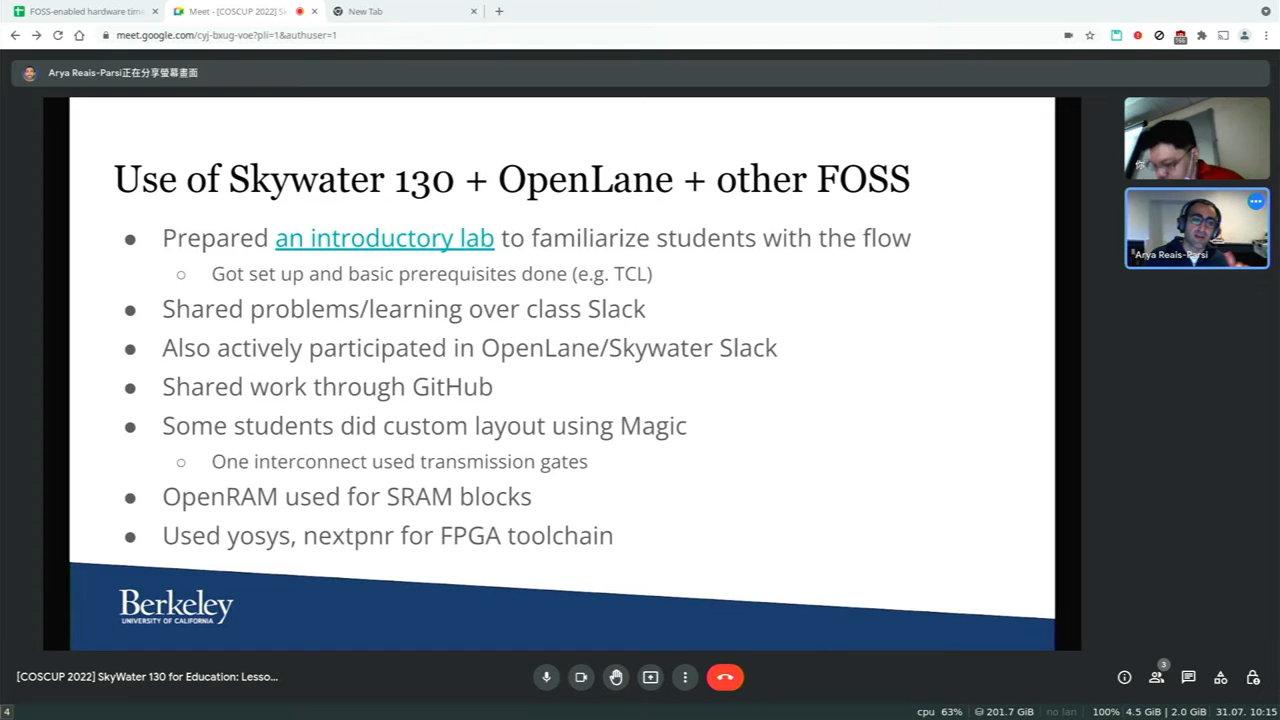 FOSS-enabled hardware time
Meet - [COSCUP 2022] Sk
New Tab
meet.google.com/cyj-bxug-voe?pli=1&authuser=1
Arya Reais-Parsi正在分享螢幕畫面
Use of Skywater 130 + OpenLane + other FOSS
● Prepared an introductory lab to familiarize students with the flow
○ Got set up and basic prerequisites done (e.g. TCL)
● Shared problems/learning over class Slack
● Also actively participated in OpenLane/Skywater Slack
● Shared work through GitHub
● Some students did custom layout using Magic
○ One interconnect used transmission gates
● OpenRAM used for SRAM blocks
● Used yosys, nextpnr for FPGA toolchain
Berkeley
UNIVERSITY OF CALIFORNIA
你
Arya Reais-Parsi
[COSCUP 2022] SkyWater 130 for Education: Lesso...
3
4
cpu 63% | 201.7 GiB | no lan | 100% | 4.5 GiB | 2.0 GiB | 31.07. 10:15